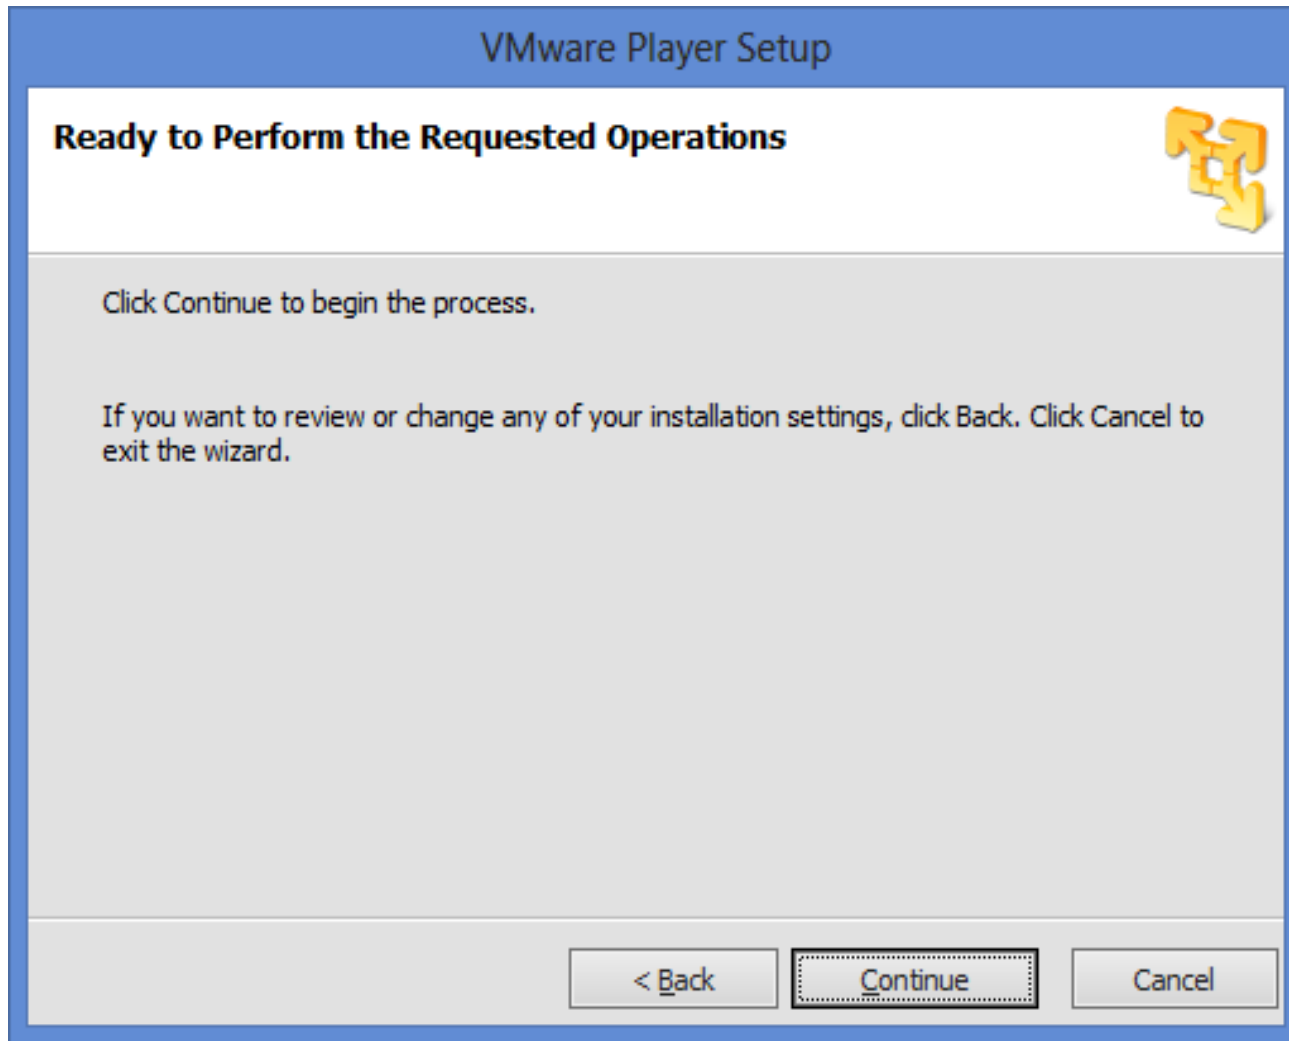 VMware Player Setup
Ready to Perform the Requested Operations
Click Continue to begin the process.
If you want to review or change any of your installation settings, click Back. Click Cancel to
exit the wizard.
< Back
Continue
Cancel